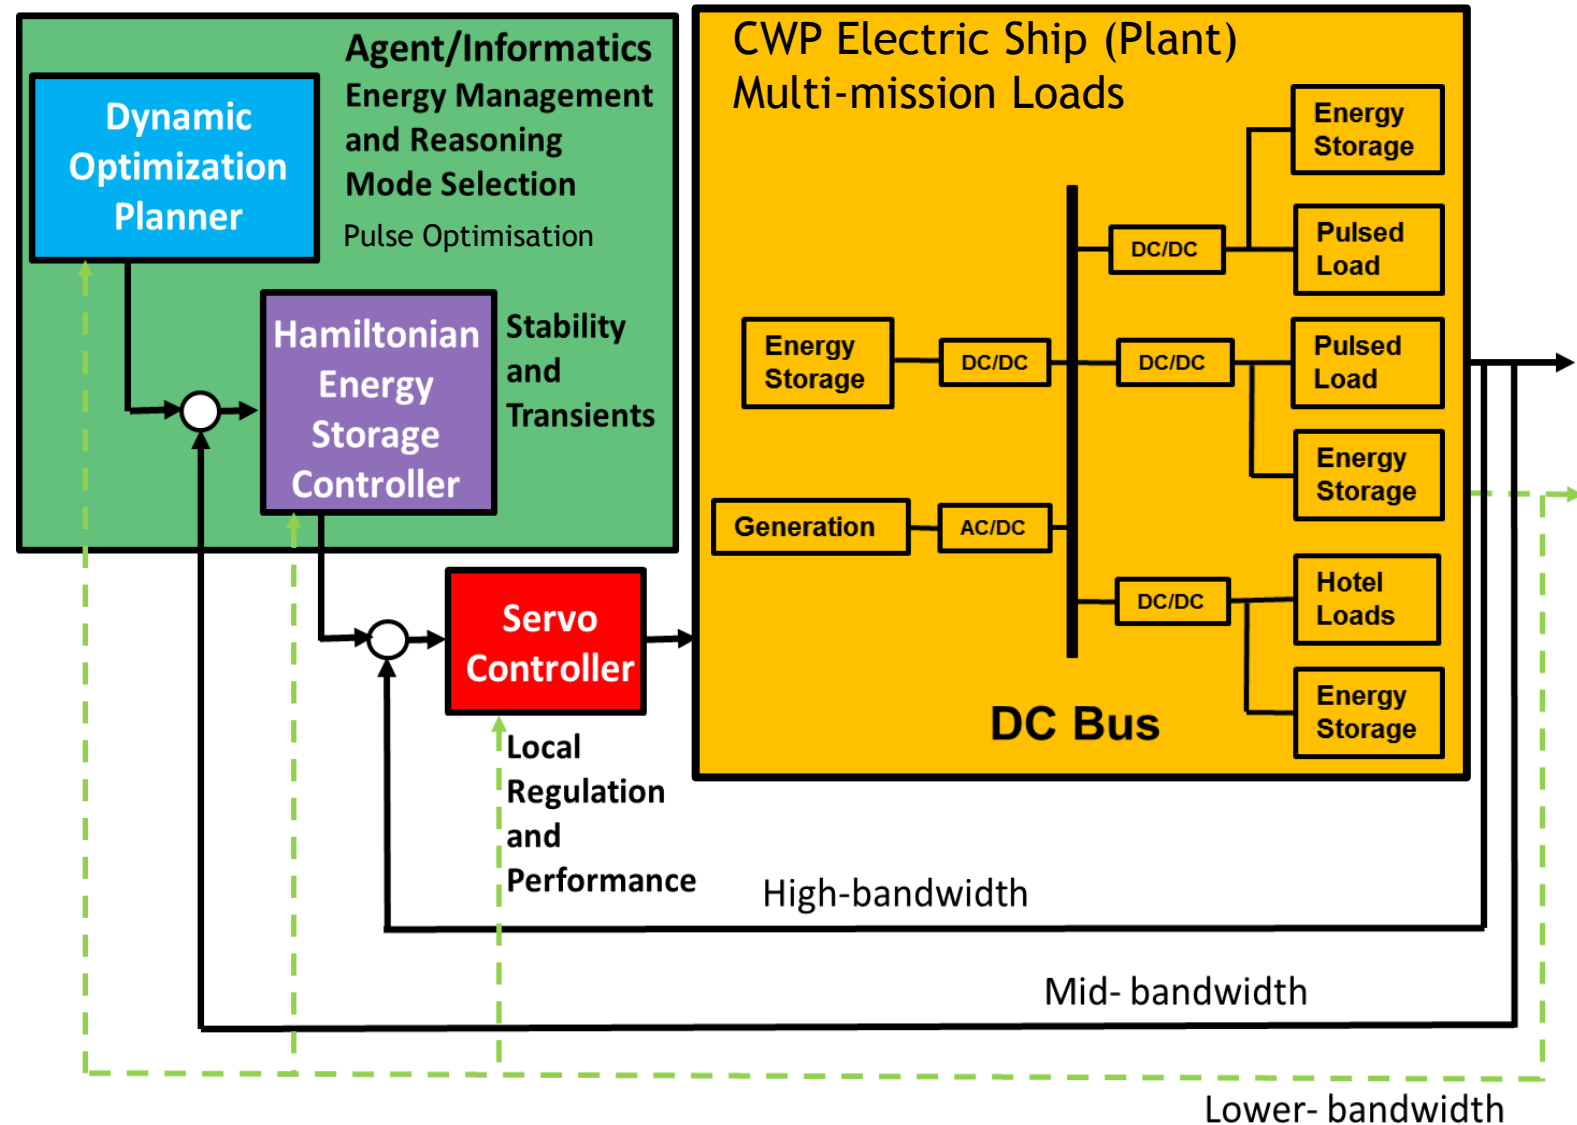 Agent/Informatics
Energy Management
and Reasoning
Mode Selection
Pulse Optimisation
Dynamic
Optimization
Planner
Hamiltonian
Energy
Storage
Controller
Stability
and
Transients
Servo
Controller
Local
Regulation
and
Performance
CWP Electric Ship (Plant)
Multi-mission Loads
Energy
Storage
DC/DC
Pulsed
Load
Energy
Storage
DC/DC
DC/DC
Pulsed
Load
Energy
Storage
Generation
AC/DC
DC/DC
Hotel
Loads
Energy
Storage
DC Bus
High-bandwidth
Mid- bandwidth
Lower- bandwidth